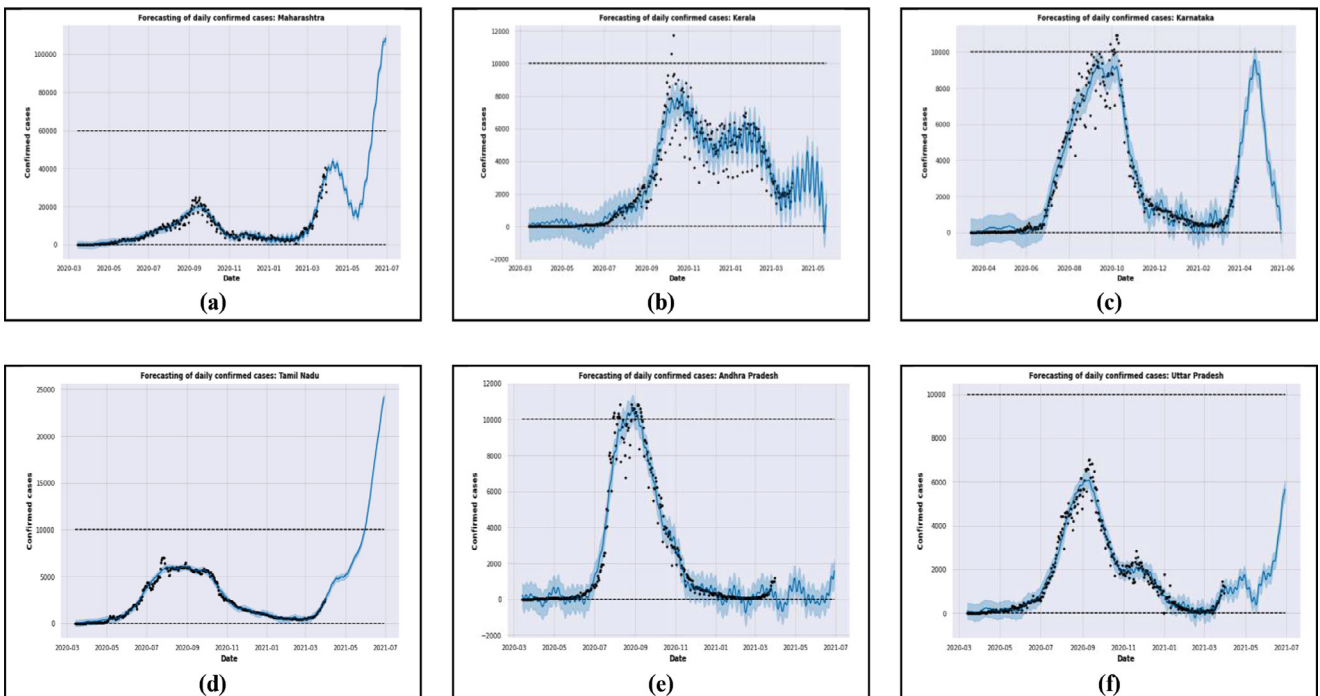 Forecasting of daily confirmed cases: Maharashtra
100000
80000
60000
40000
20000
0
Confirmed cases
2020-03 2020-05 2020-07 2020-09 2020-11 2021-01 2021-03 2021-05 2021-07
Date
(a)
Forecasting of daily confirmed cases: Kerala
12000
10000
8000
6000
4000
2000
0
−2000
Confirmed cases
2020-03 2020-05 2020-07 2020-09 2020-11 2021-01 2021-03 2021-05
Date
(b)
Forecasting of daily confirmed cases: Karnataka
10000
8000
6000
4000
2000
0
Confirmed cases
2020-04 2020-06 2020-08 2020-10 2020-12 2021-02 2021-04 2021-06
Date
(c)
Forecasting of daily confirmed cases: Tamil Nadu
25000
20000
15000
10000
5000
0
Confirmed cases
2020-03 2020-05 2020-07 2020-09 2020-11 2021-01 2021-03 2021-05 2021-07
Date
(d)
Forecasting of daily confirmed cases: Andhra Pradesh
12000
10000
8000
6000
4000
2000
0
−2000
Confirmed cases
2020-03 2020-05 2020-07 2020-09 2020-11 2021-01 2021-03 2021-05 2021-07
Date
(e)
Forecasting of daily confirmed cases: Uttar Pradesh
10000
8000
6000
4000
2000
0
Confirmed cases
2020-03 2020-05 2020-07 2020-09 2020-11 2021-01 2021-03 2021-05 2021-07
Date
(f)